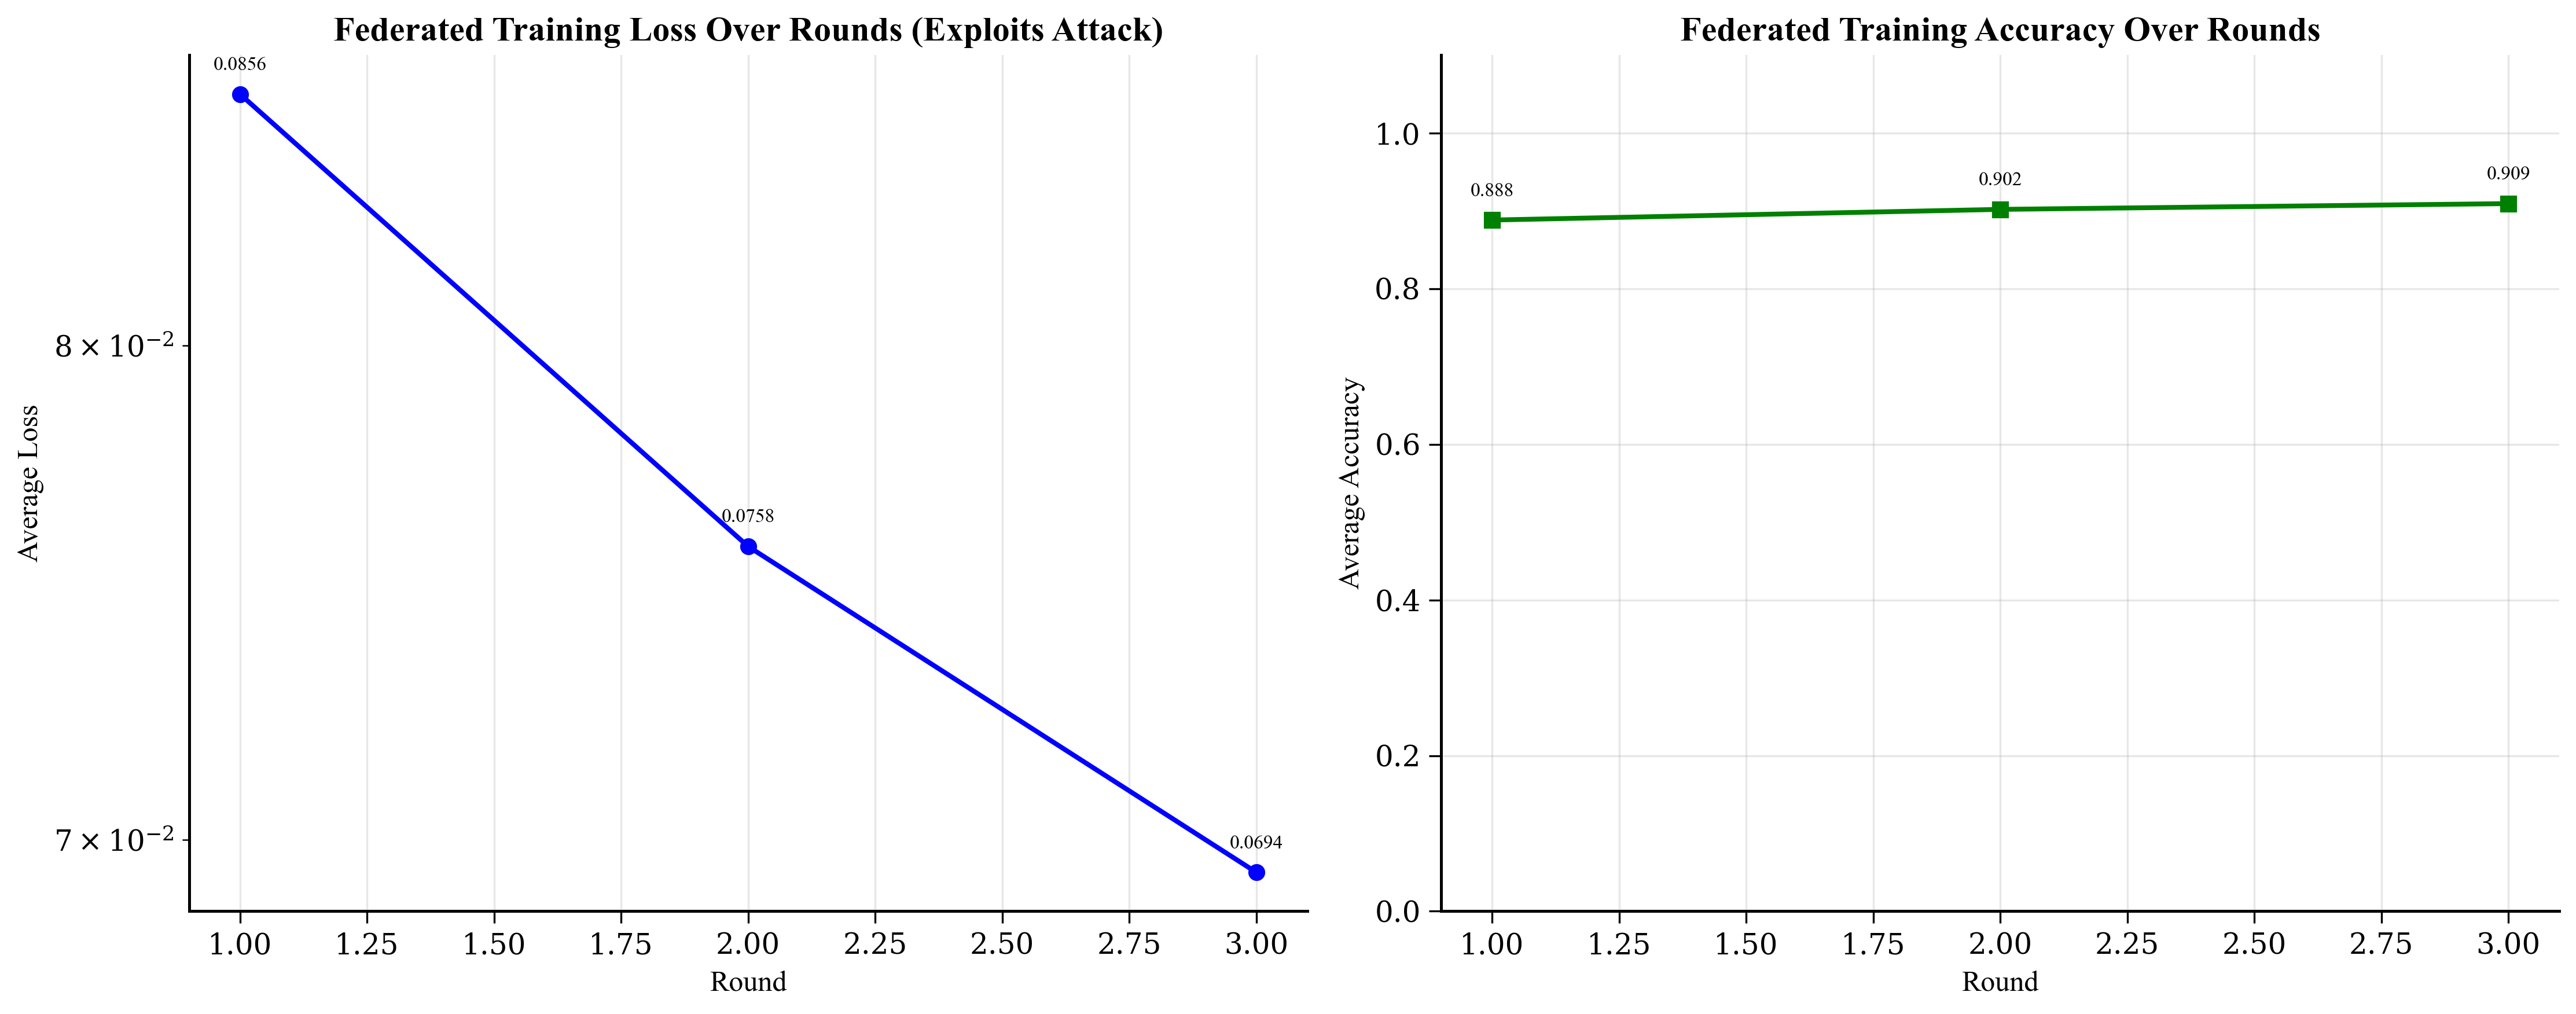 Federated Training Loss Over Rounds (Exploits Attack)
0.0856
8 × 10⁻²
0.0758
7 × 10⁻²
0.0694
Average Loss
1.00 1.25 1.50 1.75 2.00 2.25 2.50 2.75 3.00
Round
Federated Training Accuracy Over Rounds
1.0
0.888
0.902
0.909
0.8
0.6
0.4
0.2
0.0
Average Accuracy
1.00 1.25 1.50 1.75 2.00 2.25 2.50 2.75 3.00
Round